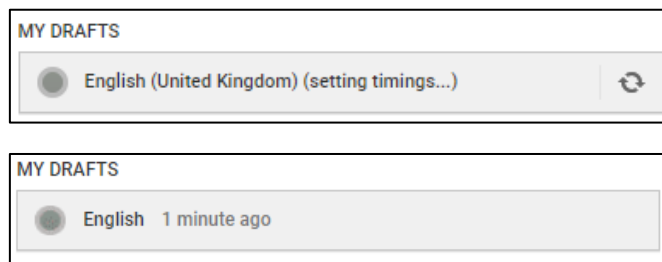 MY DRAFTS
English (United Kingdom) (setting timings...)
MY DRAFTS
English 1 minute ago